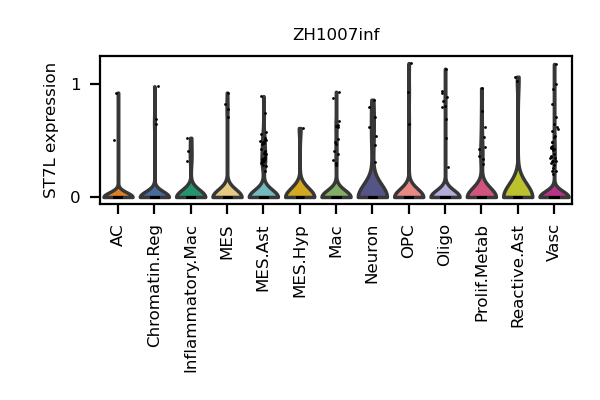 ZH1007inf
ST7L expression
1
0
AC
Chromatin.Reg
Inflammatory.Mac
MES
MES.Ast
MES.Hyp
Mac
Neuron
OPC
Oligo
Prolif.Metab
Reactive.Ast
Vasc